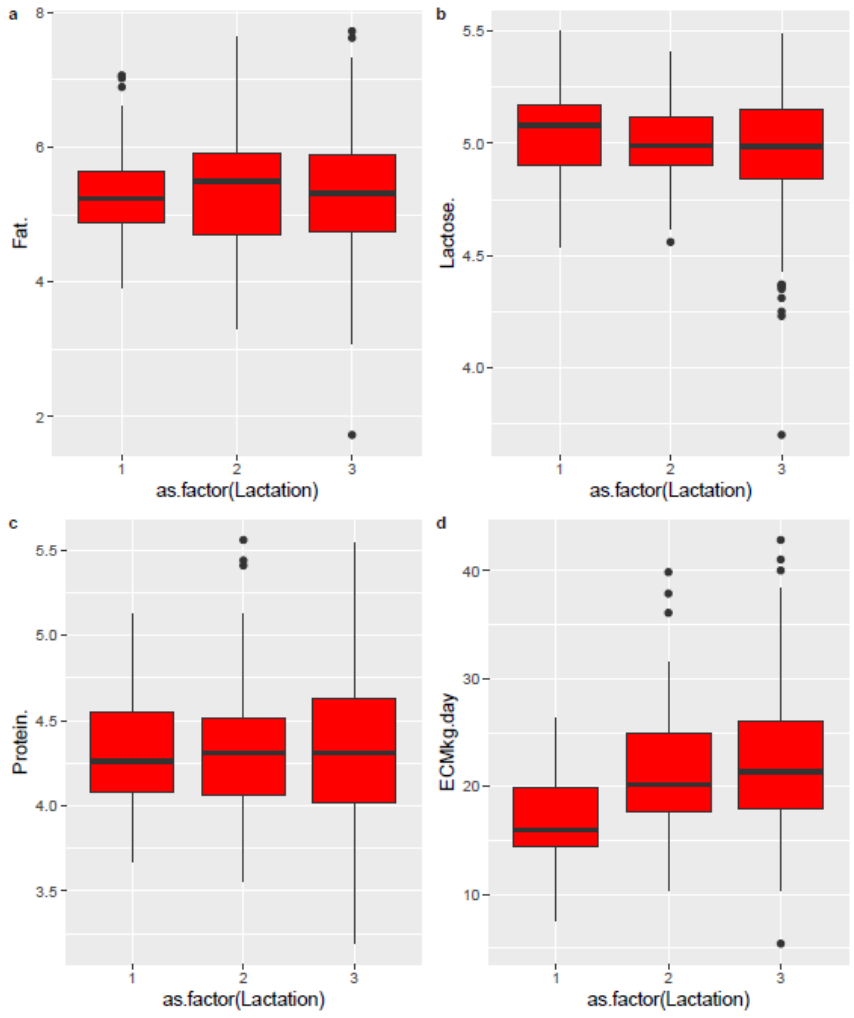 a
8
6
4
2
Fat.
1 2 3
as.factor(Lactation)
b
5.5
5.0
4.5
4.0
Lactose.
1 2 3
as.factor(Lactation)
c
5.5
5.0
4.5
4.0
3.5
Protein.
1 2 3
as.factor(Lactation)
d
40
30
20
10
ECMkg.day
1 2 3
as.factor(Lactation)